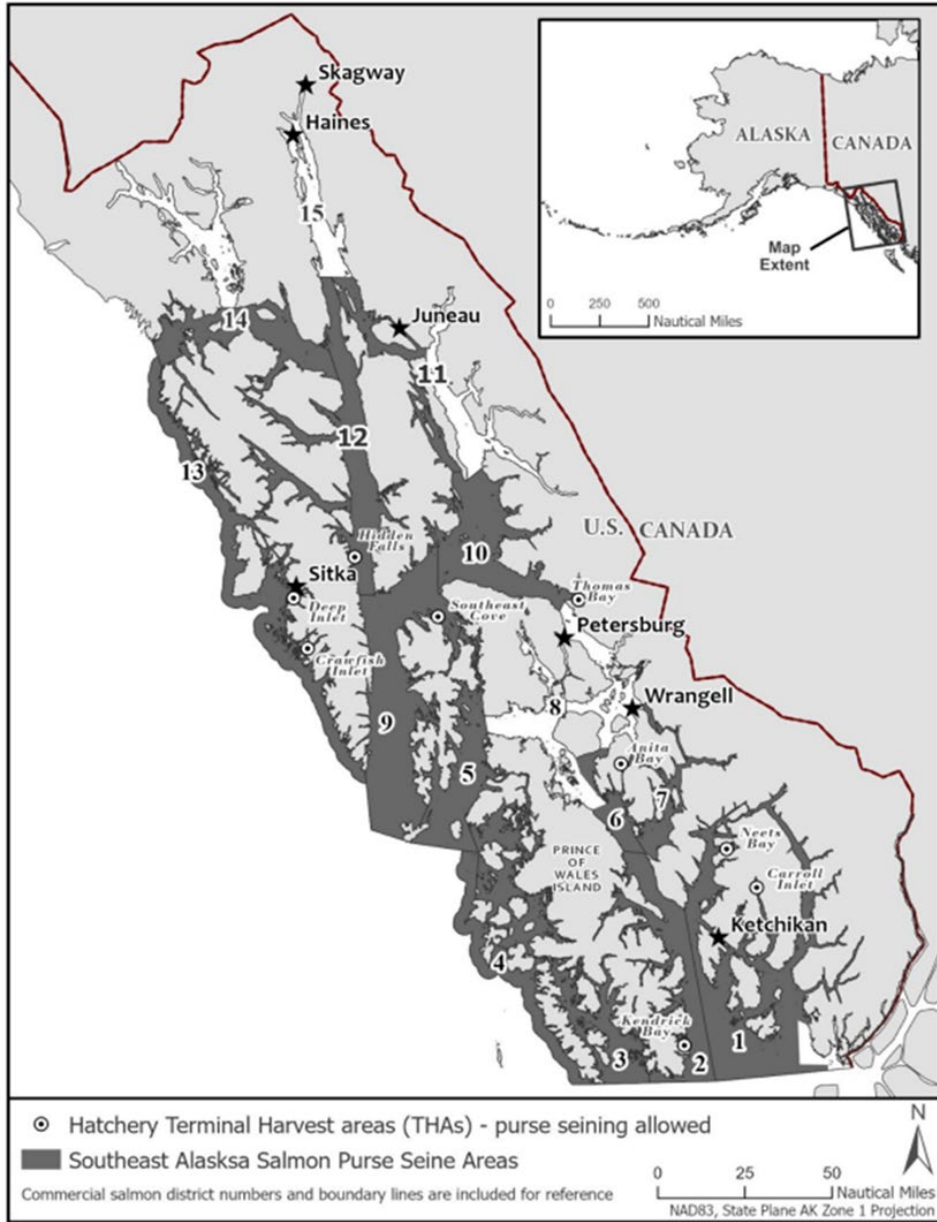 Skagway
Haines
15
14
Juneau
11
12
13
10
U.S.
CANADA
Hidden
Falls
Sitka
Deep
Inlet
Crawfish
Inlet
Southeast
Cove
Thomas
Bay
Petersburg
8
Wrangell
9
5
Anita
Bay
7
6
PRINCE
OF
WALES
ISLAND
Neets
Bay
Carroll
Inlet
Ketchikan
4
Kendrick
Bay
3
2
1
ALASKA
CANADA
Map
Extent
0 250 500
Nautical Miles
Hatchery Terminal Harvest areas (THAs) - purse seining allowed
Southeast Alasksa Salmon Purse Seine Areas
Commercial salmon district numbers and boundary lines are included for reference
N
0 25 50
Nautical Miles
NAD83, State Plane AK Zone 1 Projection